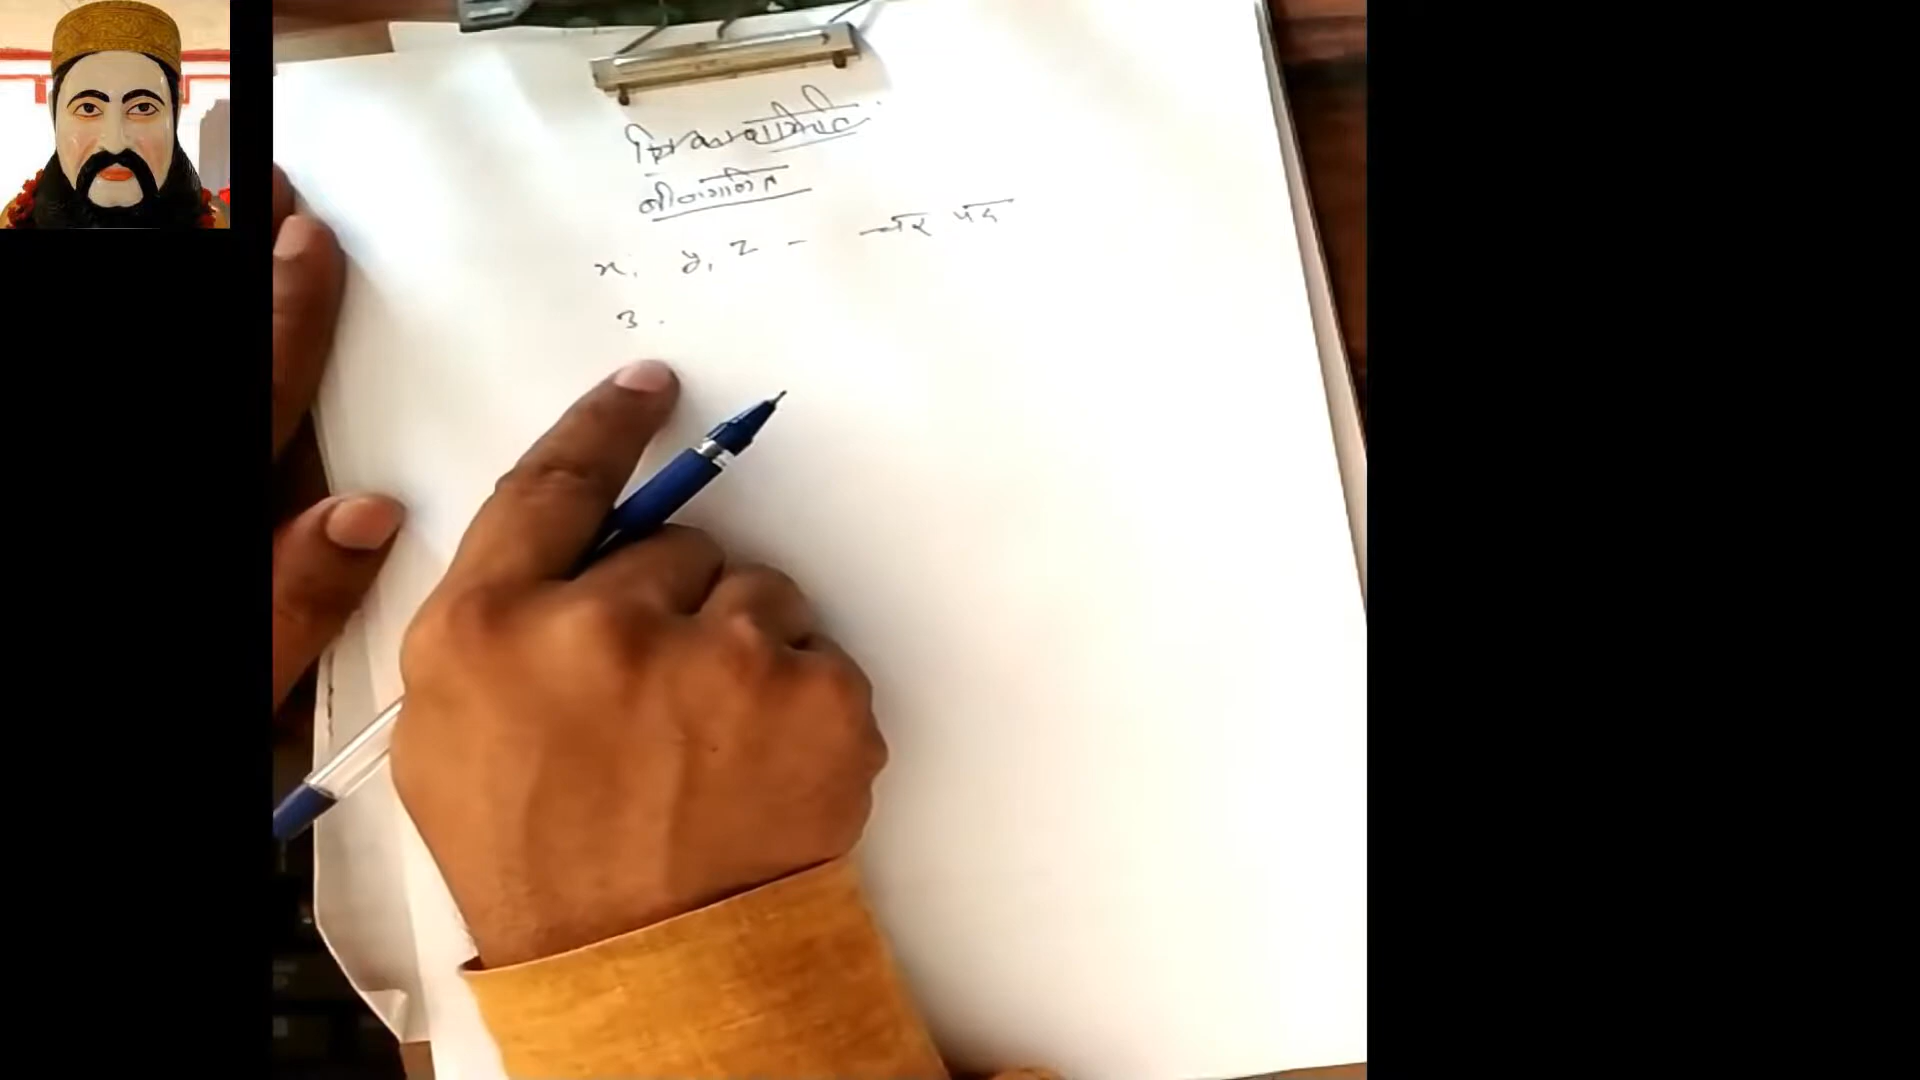 बीजगणित
x, y, z - चर पद
3.